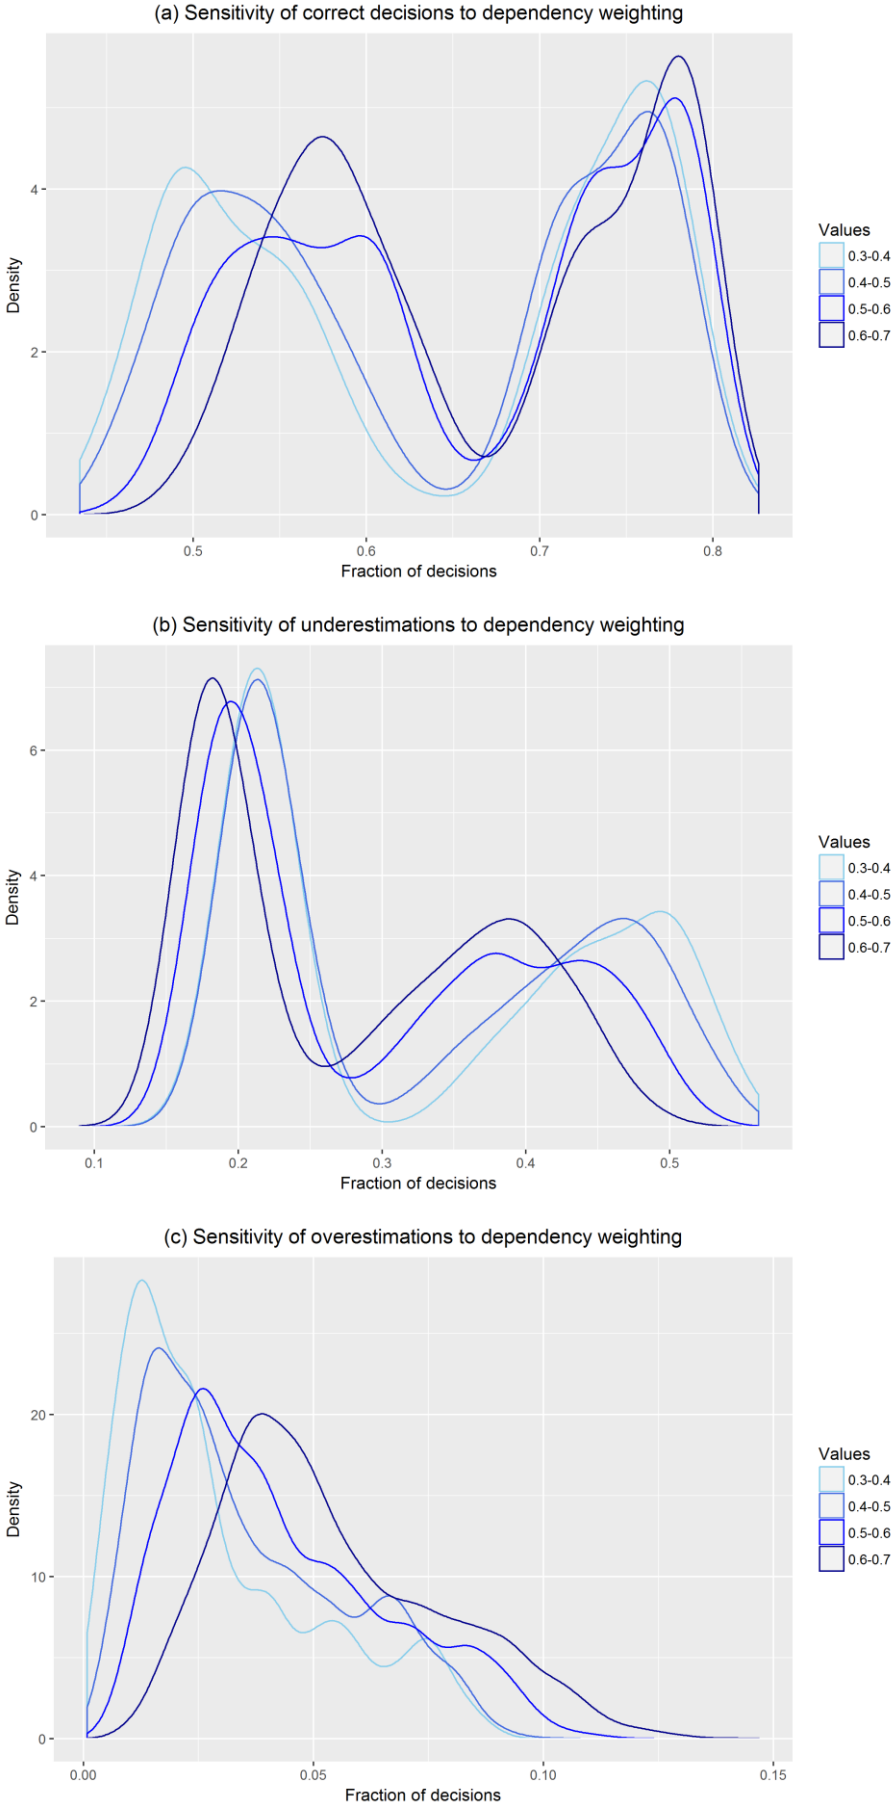 (a) Sensitivity of correct decisions to dependency weighting
Density
4
2
0
0.5 0.6 0.7 0.8
Fraction of decisions
Values
0.3-0.4
0.4-0.5
0.5-0.6
0.6-0.7
(b) Sensitivity of underestimations to dependency weighting
Density
6
4
2
0
0.1 0.2 0.3 0.4 0.5
Fraction of decisions
Values
0.3-0.4
0.4-0.5
0.5-0.6
0.6-0.7
(c) Sensitivity of overestimations to dependency weighting
Density
20
10
0
0.00 0.05 0.10 0.15
Fraction of decisions
Values
0.3-0.4
0.4-0.5
0.5-0.6
0.6-0.7